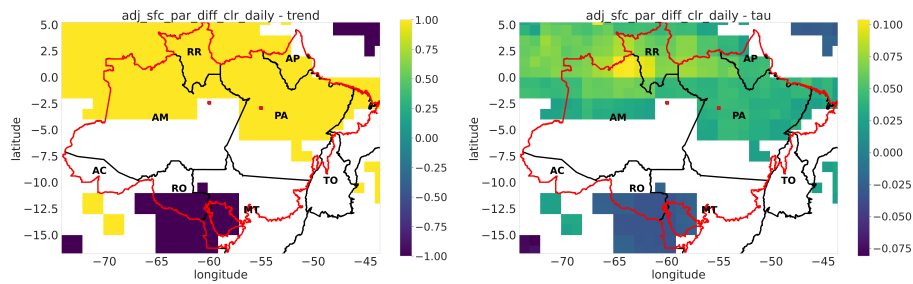 adj_sfc_par_diff_clr_daily - trend
5.0
2.5
0.0
−2.5
−5.0
−7.5
−10.0
−12.5
−15.0
latitude
−70
−65
−60
−55
−50
−45
longitude
RR
AP
AM
PA
AC
RO
TO
MT
1.00
0.75
0.50
0.25
0.00
−0.25
−0.50
−0.75
−1.00
adj_sfc_par_diff_clr_daily - tau
5.0
2.5
0.0
−2.5
−5.0
−7.5
−10.0
−12.5
−15.0
latitude
−70
−65
−60
−55
−50
−45
longitude
RR
AP
AM
PA
AC
RO
TO
MT
0.100
0.075
0.050
0.025
0.000
−0.025
−0.050
−0.075